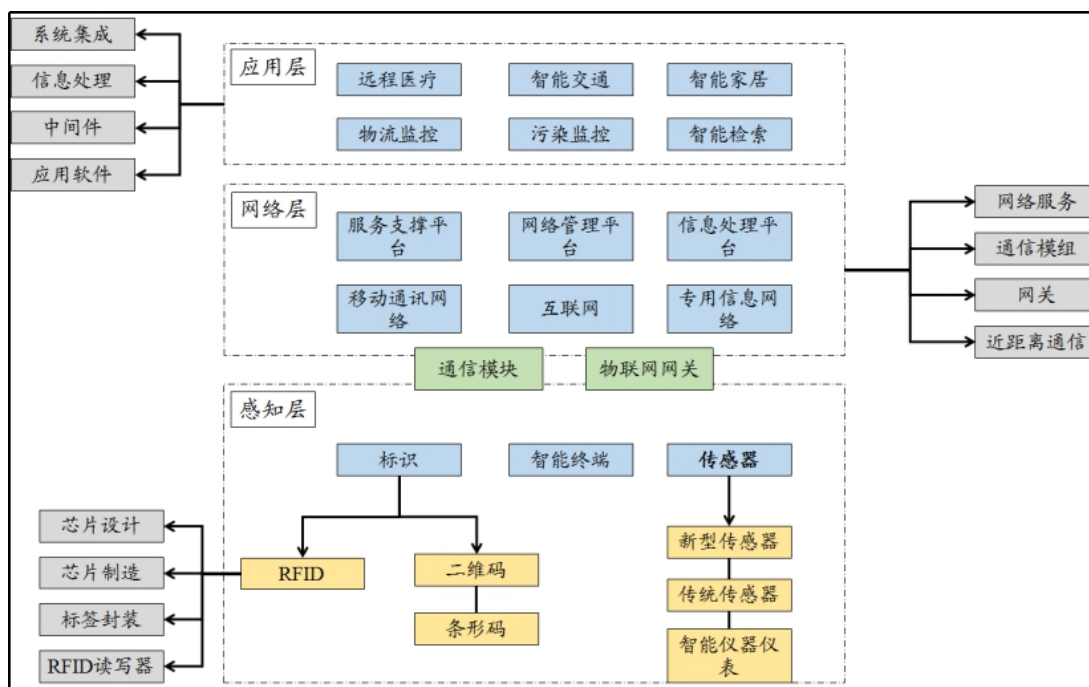 系统集成
信息处理
中间件
应用软件
应用层
远程医疗
智能交通
智能家居
物流监控
污染监控
智能检索
网络层
服务支撑平
台
网络管理平
台
信息处理平
台
移动通讯网
络
互联网
专用信息网
络
网络服务
通信模组
网关
近距离通信
通信模块
物联网网关
感知层
标识
智能终端
传感器
芯片设计
芯片制造
标签封装
RFID读写器
RFID
二维码
条形码
新型传感器
传统传感器
智能仪器仪
表